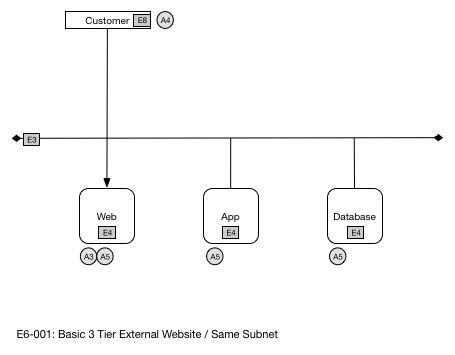 Customer E8 A4
E3
Web App Database
E4 E4 E4
A3 A5 A5 A5
E6-001: Basic 3 Tier External Website / Same Subnet